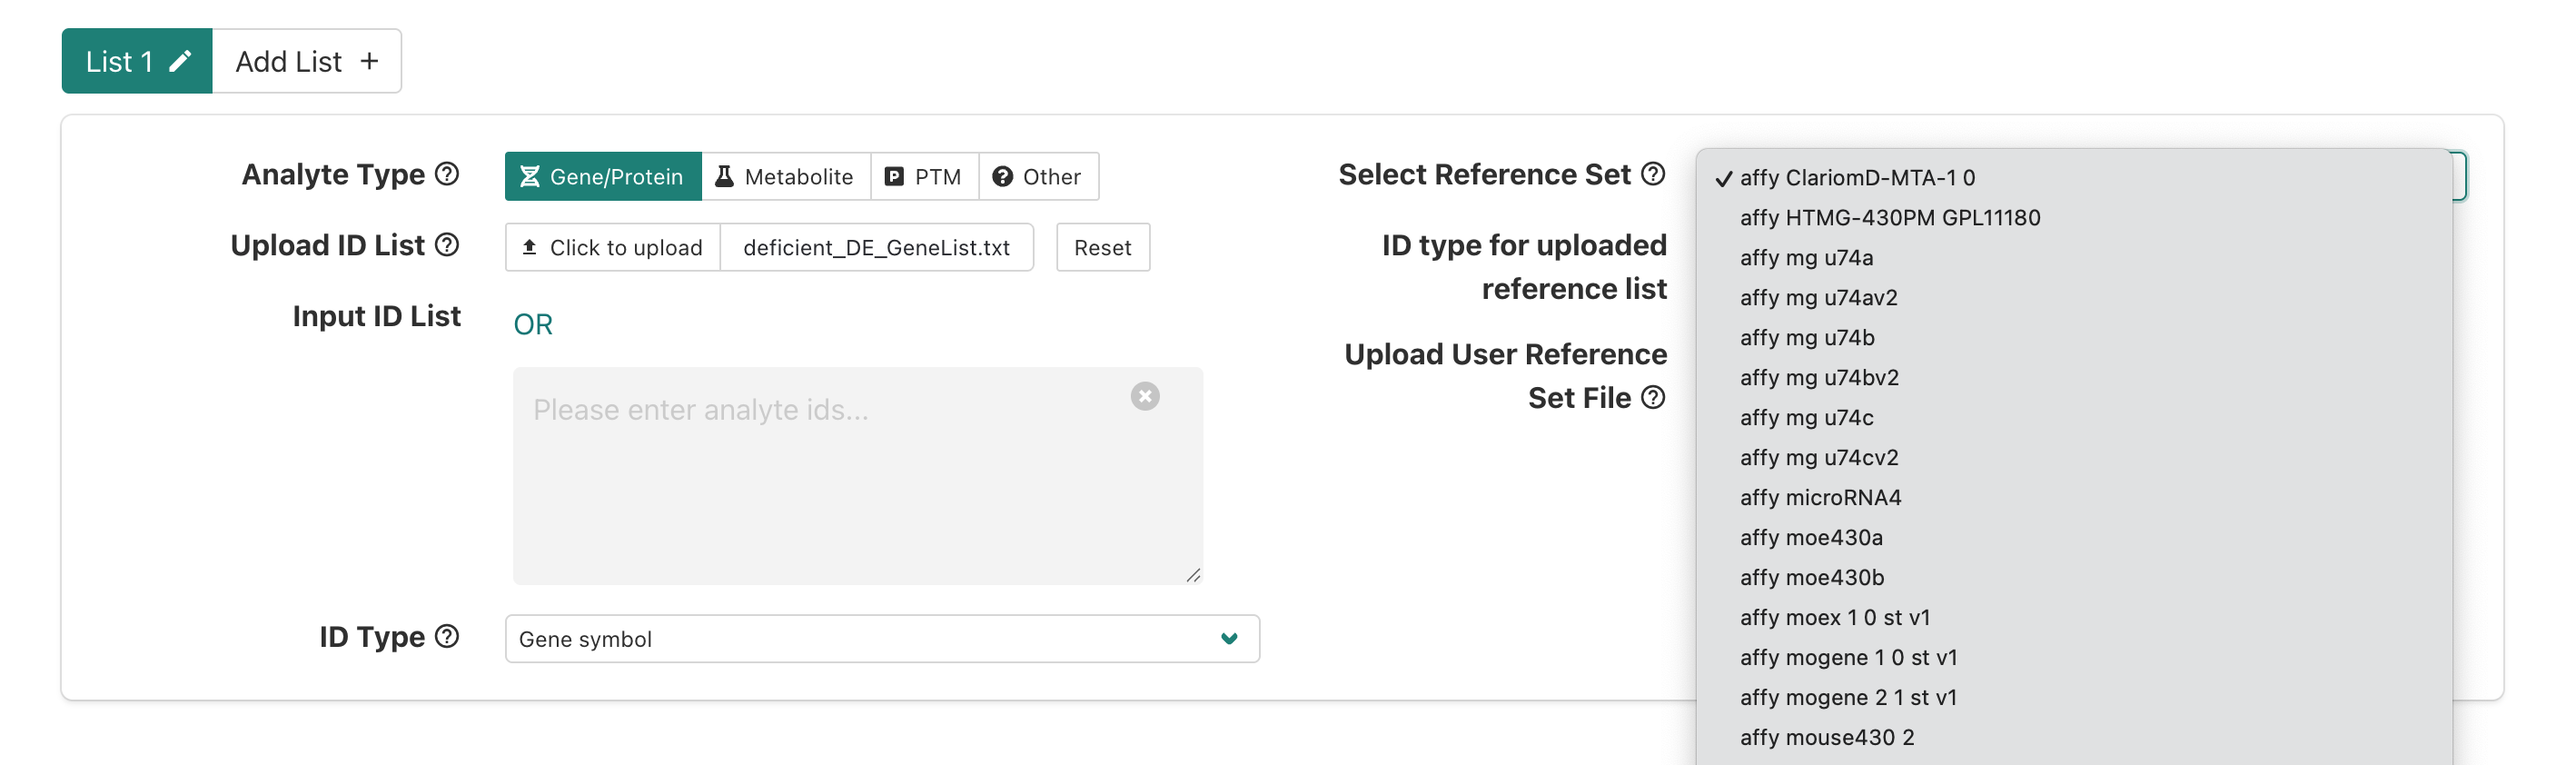 List 1
Add List +
Analyte Type
Gene/Protein
Metabolite
P PTM
? Other
Upload ID List
Click to upload
deficient_DE_GeneList.txt
Reset
Input ID List
OR
Please enter analyte ids...
ID Type
Gene symbol
Select Reference Set
ID type for uploaded
reference list
Upload User Reference
Set File
✓ affy ClariomD-MTA-1 0
affy HTMG-430PM GPL11180
affy mg u74a
affy mg u74av2
affy mg u74b
affy mg u74bv2
affy mg u74c
affy mg u74cv2
affy microRNA4
affy moe430a
affy moe430b
affy moex 1 0 st v1
affy mogene 1 0 st v1
affy mogene 2 1 st v1
affy mouse430 2